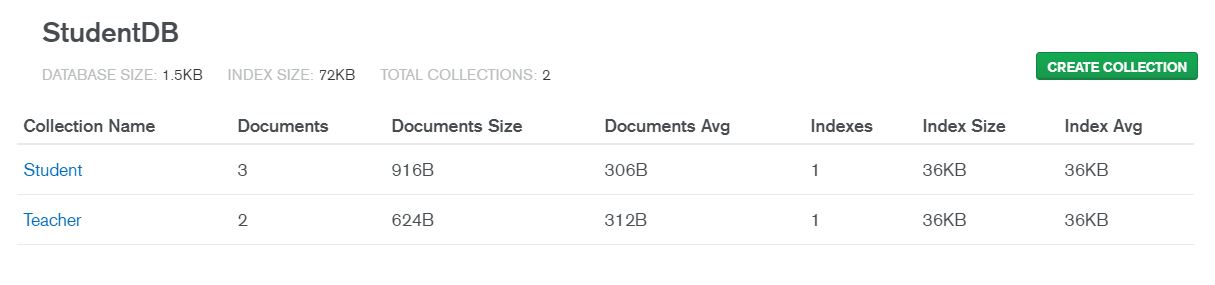 StudentDB
DATABASE SIZE: 1.5KB INDEX SIZE: 72KB TOTAL COLLECTIONS: 2
CREATE COLLECTION
Collection Name Documents Documents Size Documents Avg Indexes Index Size Index Avg
Student 3 916B 306B 1 36KB 36KB
Teacher 2 624B 312B 1 36KB 36KB